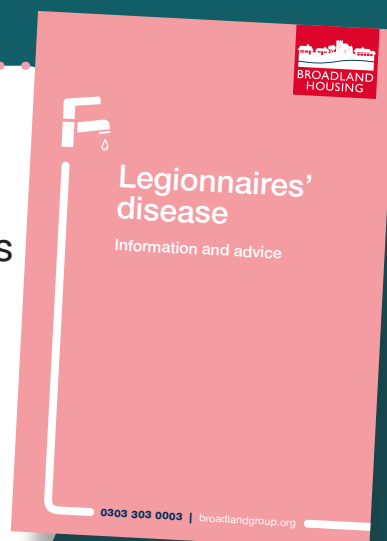 BROADLAND
HOUSING
Legionnaires'
disease
Information and advice
s
0303 303 0003 | broadlandgroup.org